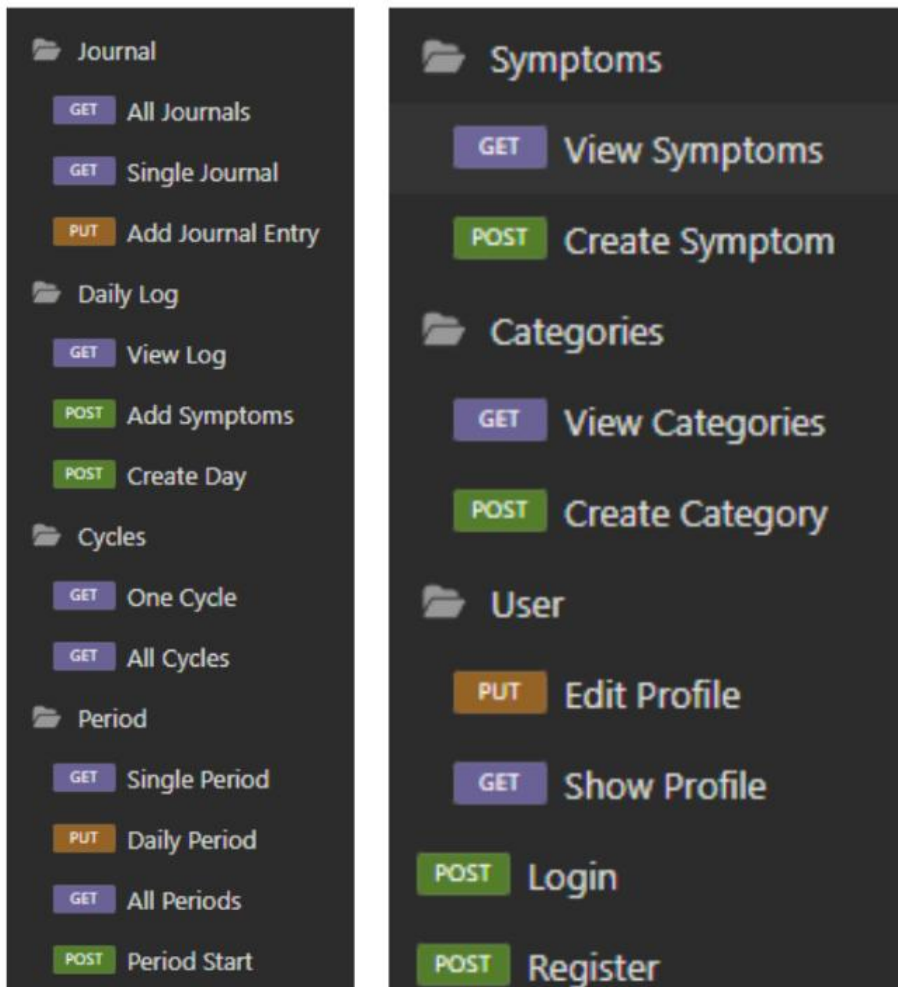 Journal
GET All Journals
GET Single Journal
PUT Add Journal Entry
Daily Log
GET View Log
POST Add Symptoms
POST Create Day
Cycles
GET One Cycle
GET All Cycles
Period
GET Single Period
PUT Daily Period
GET All Periods
POST Period Start
Symptoms
GET View Symptoms
POST Create Symptom
Categories
GET View Categories
POST Create Category
User
PUT Edit Profile
GET Show Profile
POST Login
POST Register